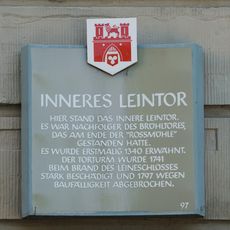 INNERES LEINTOR
HIER STAND DAS INNERE LEINTOR.
ES WAR NACHFOLGER DES BRÜHLTORES,
DAS AM ENDE DER "ROSSMÜHLE"
GESTANDEN HATTE.
ES WURDE ERSTMALIG 1340 ERWÄHNT.
DER TORTURM WURDE 1741
BEIM BRAND DES LEINESCHLOSSES
STARK BESCHÄDIGT UND 1797 WEGEN
BAUFÄLLIGKEIT ABGEBROCHEN.
97